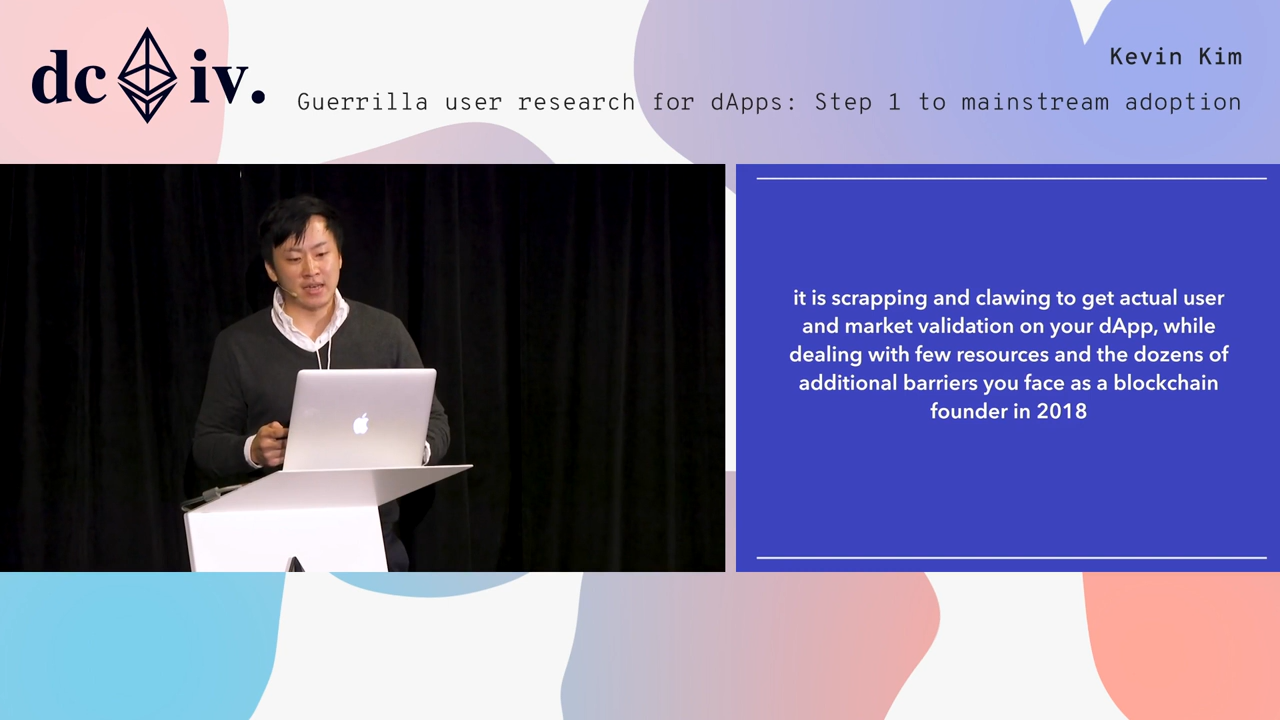 dc iv.
Kevin Kim
Guerrilla user research for dApps: Step 1 to mainstream adoption
it is scrapping and clawing to get actual user
and market validation on your dApp, while
dealing with few resources and the dozens of
additional barriers you face as a blockchain
founder in 2018